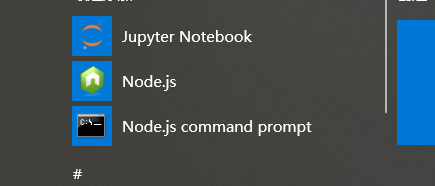 Jupyter Notebook
Node.js
C:\_
Node.js command prompt
#